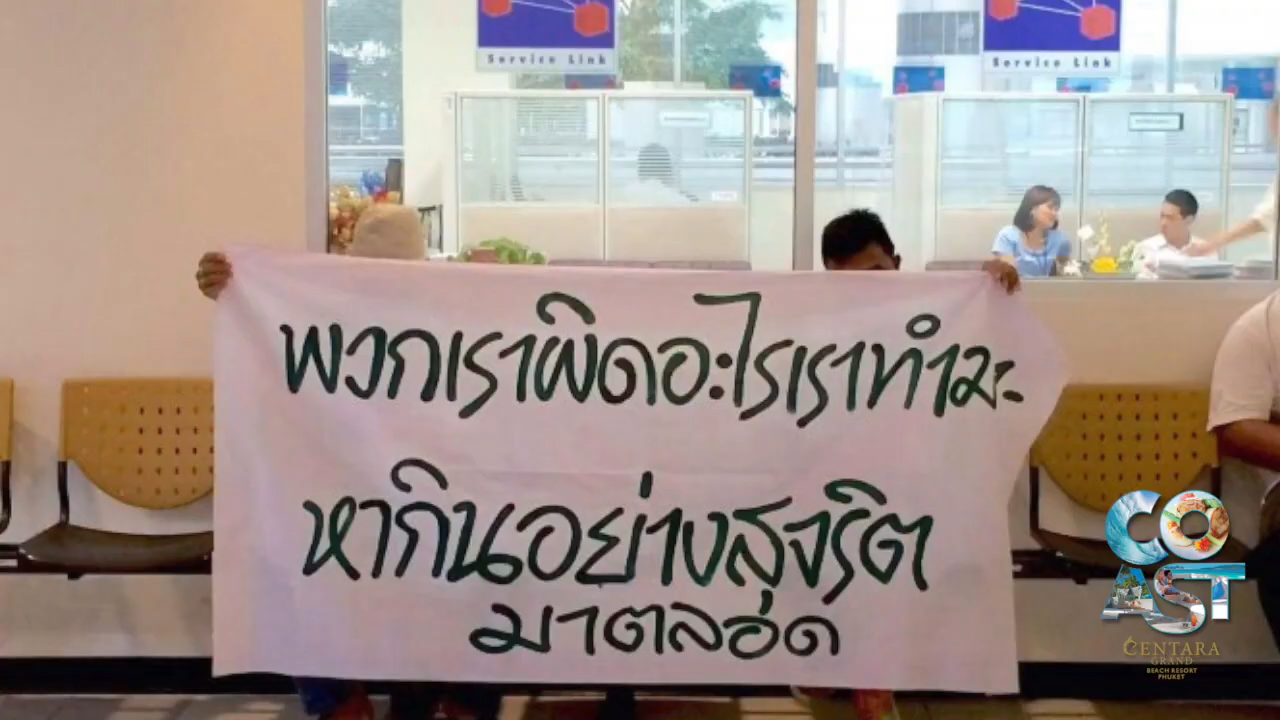 Service Link
Service Link
พวกเราผิดอะไรเราทำมะ
หากินอย่างสุจริต
มาตลอด
COAST
CENTARA
GRAND
BEACH RESORT
PHUKET